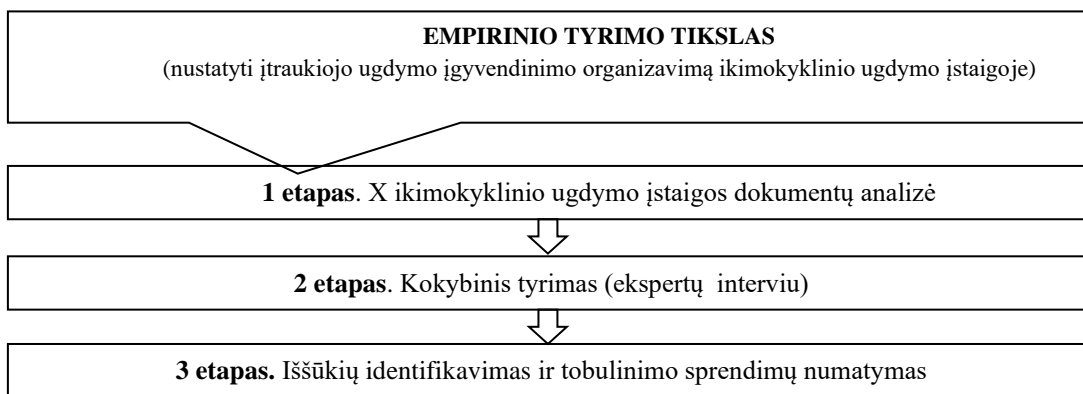 EMPIRINIO TYRIMO TIKSLAS
(nustatyti įtraukiojo ugdymo įgyvendinimo organizavimą ikimokyklinio ugdymo įstaigoje)
1 etapas. X ikimokyklinio ugdymo įstaigos dokumentų analizė
2 etapas. Kokybinis tyrimas (ekspertų interviu)
3 etapas. Iššūkių identifikavimas ir tobulinimo sprendimų numatymas